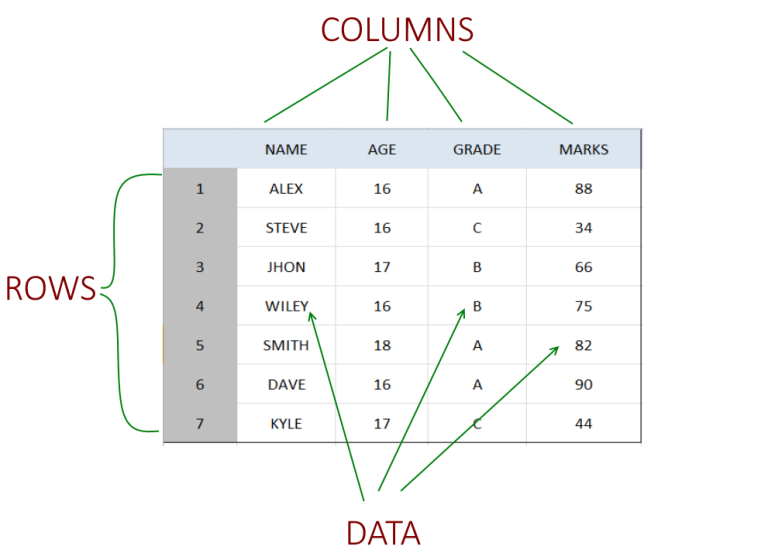 COLUMNS
NAME AGE GRADE MARKS
1 ALEX 16 A 88
2 STEVE 16 C 34
3 JHON 17 B 66
ROWS
4 WILEY 16 B 75
5 SMITH 18 A 82
6 DAVE 16 A 90
7 KYLE 17 C 44
DATA